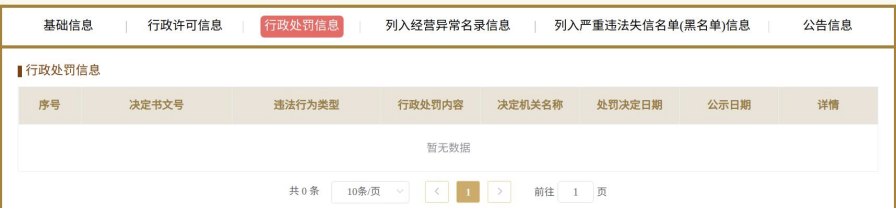 基础信息 行政许可信息 行政处罚信息 列入经营异常名录信息 列入严重违法失信名单(黑名单)信息 公告信息
行政处罚信息
序号 决定书文号 违法行为类型 行政处罚内容 决定机关名称 处罚决定日期 公示日期 详情
暂无数据
共 0 条 10条/页 1 前往 1 页